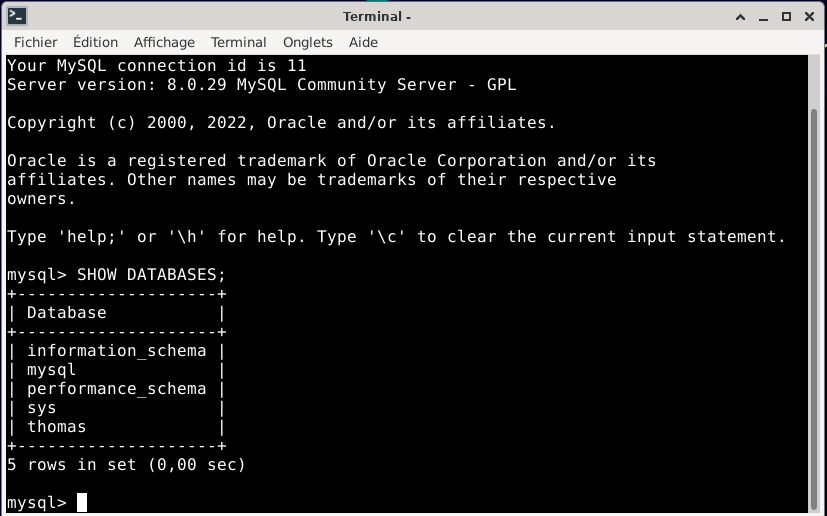 Terminal -
Fichier Édition Affichage Terminal Onglets Aide
Your MySQL connection id is 11
Server version: 8.0.29 MySQL Community Server - GPL
Copyright (c) 2000, 2022, Oracle and/or its affiliates.
Oracle is a registered trademark of Oracle Corporation and/or its
affiliates. Other names may be trademarks of their respective
owners.
Type 'help;' or '\h' for help. Type '\c' to clear the current input statement.
mysql> SHOW DATABASES;
+--------------------+
| Database           |
+--------------------+
| information_schema |
| mysql              |
| performance_schema |
| sys                |
| thomas             |
+--------------------+
5 rows in set (0,00 sec)
mysql>